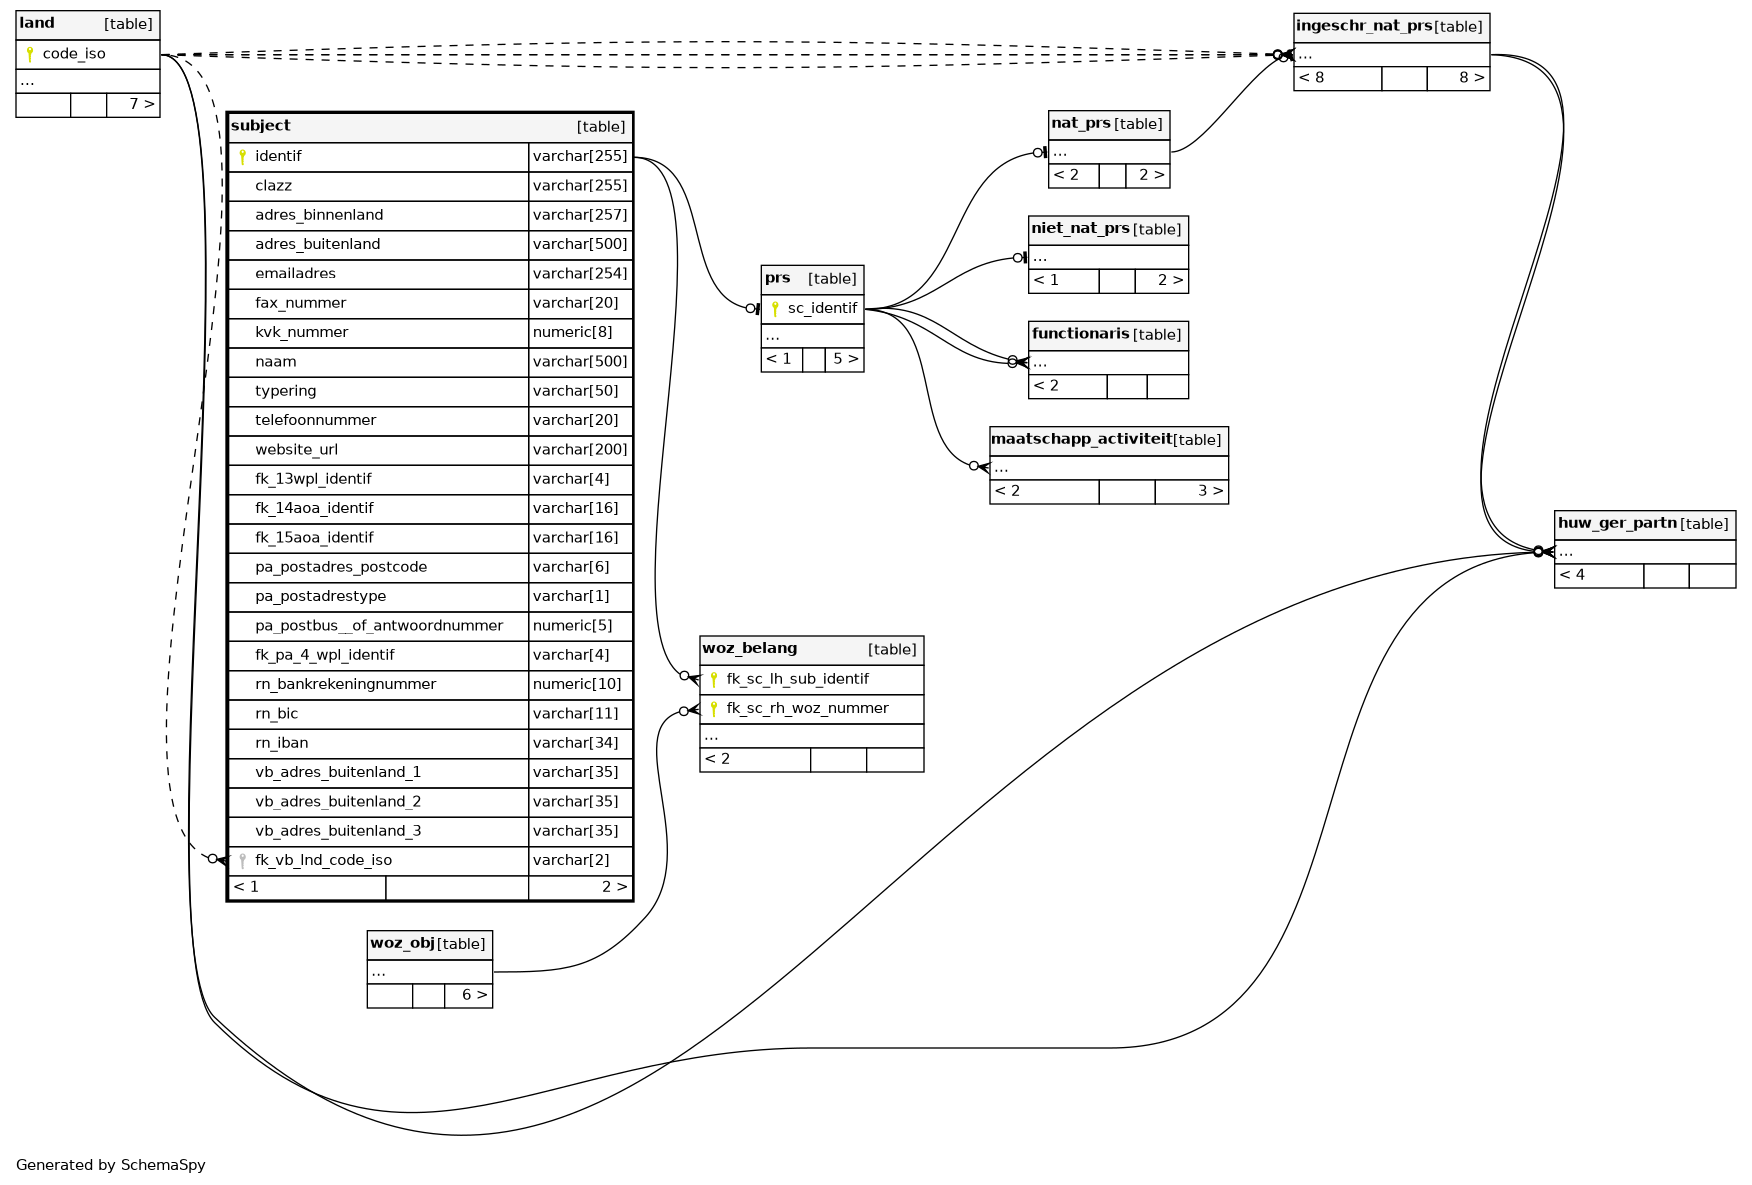 land [table]
code_iso
...
7 >
subject [table]
identif varchar[255]
clazz varchar[255]
adres_binnenland varchar[257]
adres_buitenland varchar[500]
emailadres varchar[254]
fax_nummer varchar[20]
kvk_nummer numeric[8]
naam varchar[500]
typering varchar[50]
telefoonnummer varchar[20]
website_url varchar[200]
fk_13wpl_identif varchar[4]
fk_14aoa_identif varchar[16]
fk_15aoa_identif varchar[16]
pa_postadres_postcode varchar[6]
pa_postadrestype varchar[1]
pa_postbus__of_antwoordnummer numeric[5]
fk_pa_4_wpl_identif varchar[4]
rn_bankrekeningnummer numeric[10]
rn_bic varchar[11]
rn_iban varchar[34]
vb_adres_buitenland_1 varchar[35]
vb_adres_buitenland_2 varchar[35]
vb_adres_buitenland_3 varchar[35]
fk_vb_lnd_code_iso varchar[2]
< 1 2 >
woz_obj [table]
...
6 >
prs [table]
sc_identif
...
< 1 5 >
woz_belang [table]
fk_sc_lh_sub_identif
fk_sc_rh_woz_nummer
...
< 2
nat_prs [table]
...
< 2 2 >
niet_nat_prs [table]
...
< 1 2 >
functionaris [table]
...
< 2
maatschapp_activiteit [table]
...
< 2 3 >
ingeschr_nat_prs [table]
...
< 8 8 >
huw_ger_partn [table]
...
< 4
Generated by SchemaSpy